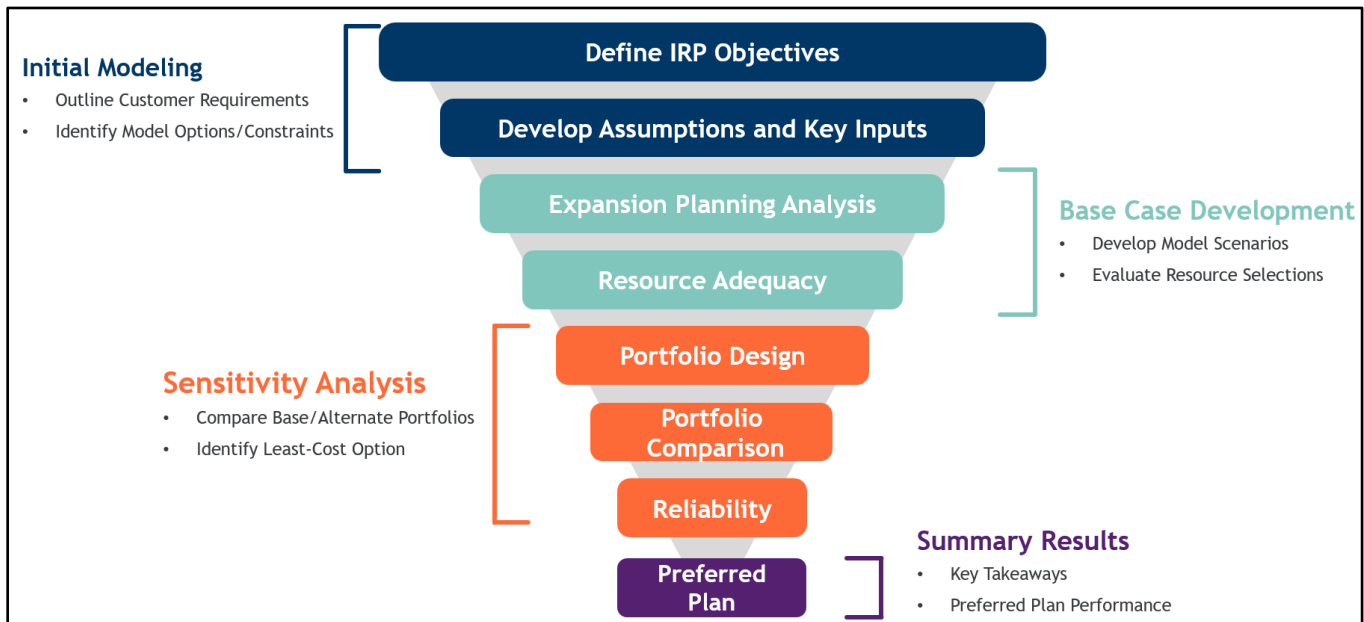 Define IRP Objectives
Initial Modeling
• Outline Customer Requirements
• Identify Model Options/Constraints
Develop Assumptions and Key Inputs
Expansion Planning Analysis
Resource Adequacy
Base Case Development
• Develop Model Scenarios
• Evaluate Resource Selections
Portfolio Design
Portfolio
Comparison
Reliability
Sensitivity Analysis
• Compare Base/Alternate Portfolios
• Identify Least-Cost Option
Preferred
Plan
Summary Results
• Key Takeaways
• Preferred Plan Performance